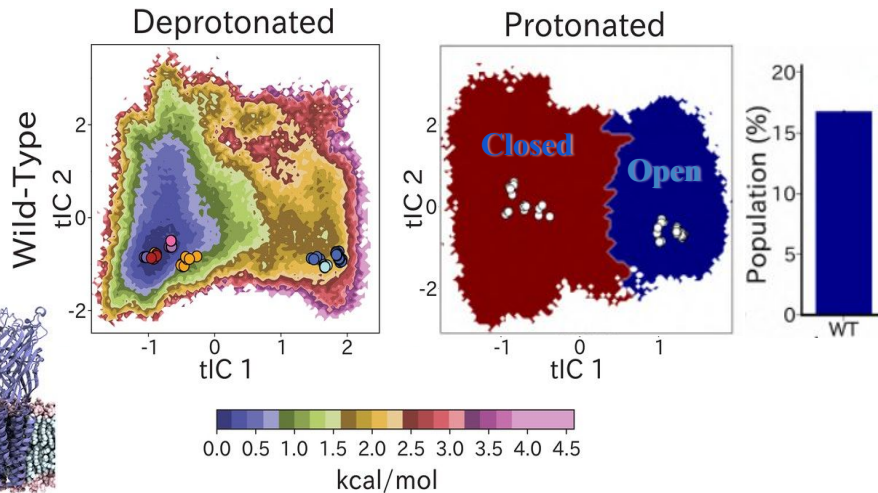 Deprotonated
Protonated
Wild-Type
tIC 2
2
0
-2
-1
0
1
2
tIC 1
tIC 2
2
0
-2
Closed
Open
-1
0
1
tIC 1
Population (%)
20
15
10
5
0
WT
0.0 0.5 1.0 1.5 2.0 2.5 3.0 3.5 4.0 4.5
kcal/mol